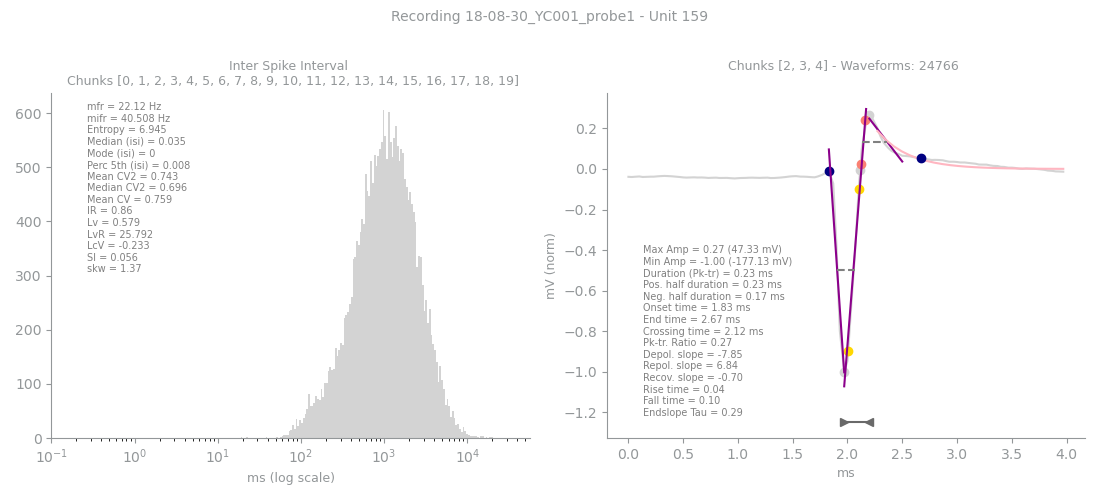 Recording 18-08-30_YC001_probe1 - Unit 159
Inter Spike Interval
Chunks [0, 1, 2, 3, 4, 5, 6, 7, 8, 9, 10, 11, 12, 13, 14, 15, 16, 17, 18, 19]
600
500
400
300
200
100
0
mfr = 22.12 Hz
mifr = 40.508 Hz
Entropy = 6.945
Median (isi) = 0.035
Mode (isi) = 0
Perc 5th (isi) = 0.008
Mean CV2 = 0.743
Median CV2 = 0.696
Mean CV = 0.759
IR = 0.86
Lv = 0.579
LvR = 25.792
LcV = -0.233
SI = 0.056
skw = 1.37
10⁻¹ 10⁰ 10¹ 10² 10³ 10⁴
ms (log scale)
Chunks [2, 3, 4] - Waveforms: 24766
mV (norm)
0.2
0.0
−0.2
−0.4
−0.6
−0.8
−1.0
−1.2
Max Amp = 0.27 (47.33 mV)
Min Amp = -1.00 (-177.13 mV)
Duration (Pk-tr) = 0.23 ms
Pos. half duration = 0.23 ms
Neg. half duration = 0.17 ms
Onset time = 1.83 ms
End time = 2.67 ms
Crossing time = 2.12 ms
Pk-tr. Ratio = 0.27
Depol. slope = -7.85
Repol. slope = 6.84
Recov. slope = -0.70
Rise time = 0.04
Fall time = 0.10
Endslope Tau = 0.29
0.0 0.5 1.0 1.5 2.0 2.5 3.0 3.5 4.0
ms